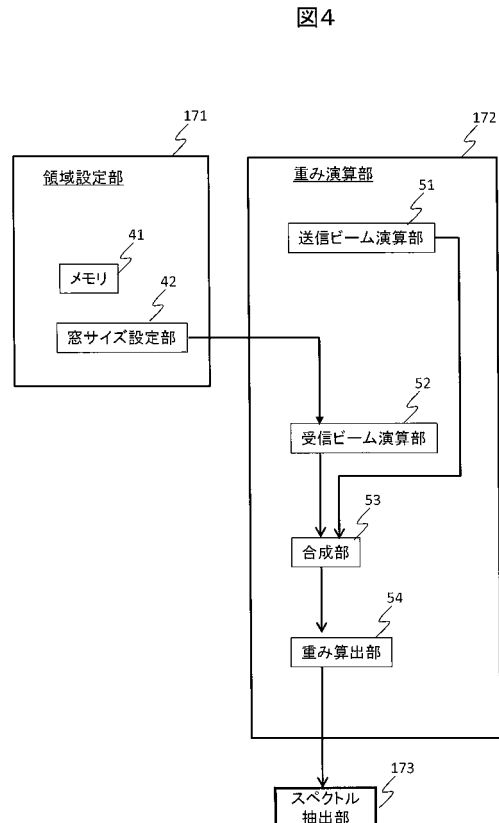 図4
171
172
領域設定部
重み演算部
51
送信ビーム演算部
41
メモリ
42
窓サイズ設定部
52
受信ビーム演算部
53
合成部
54
重み算出部
173
スペクトル
抽出部